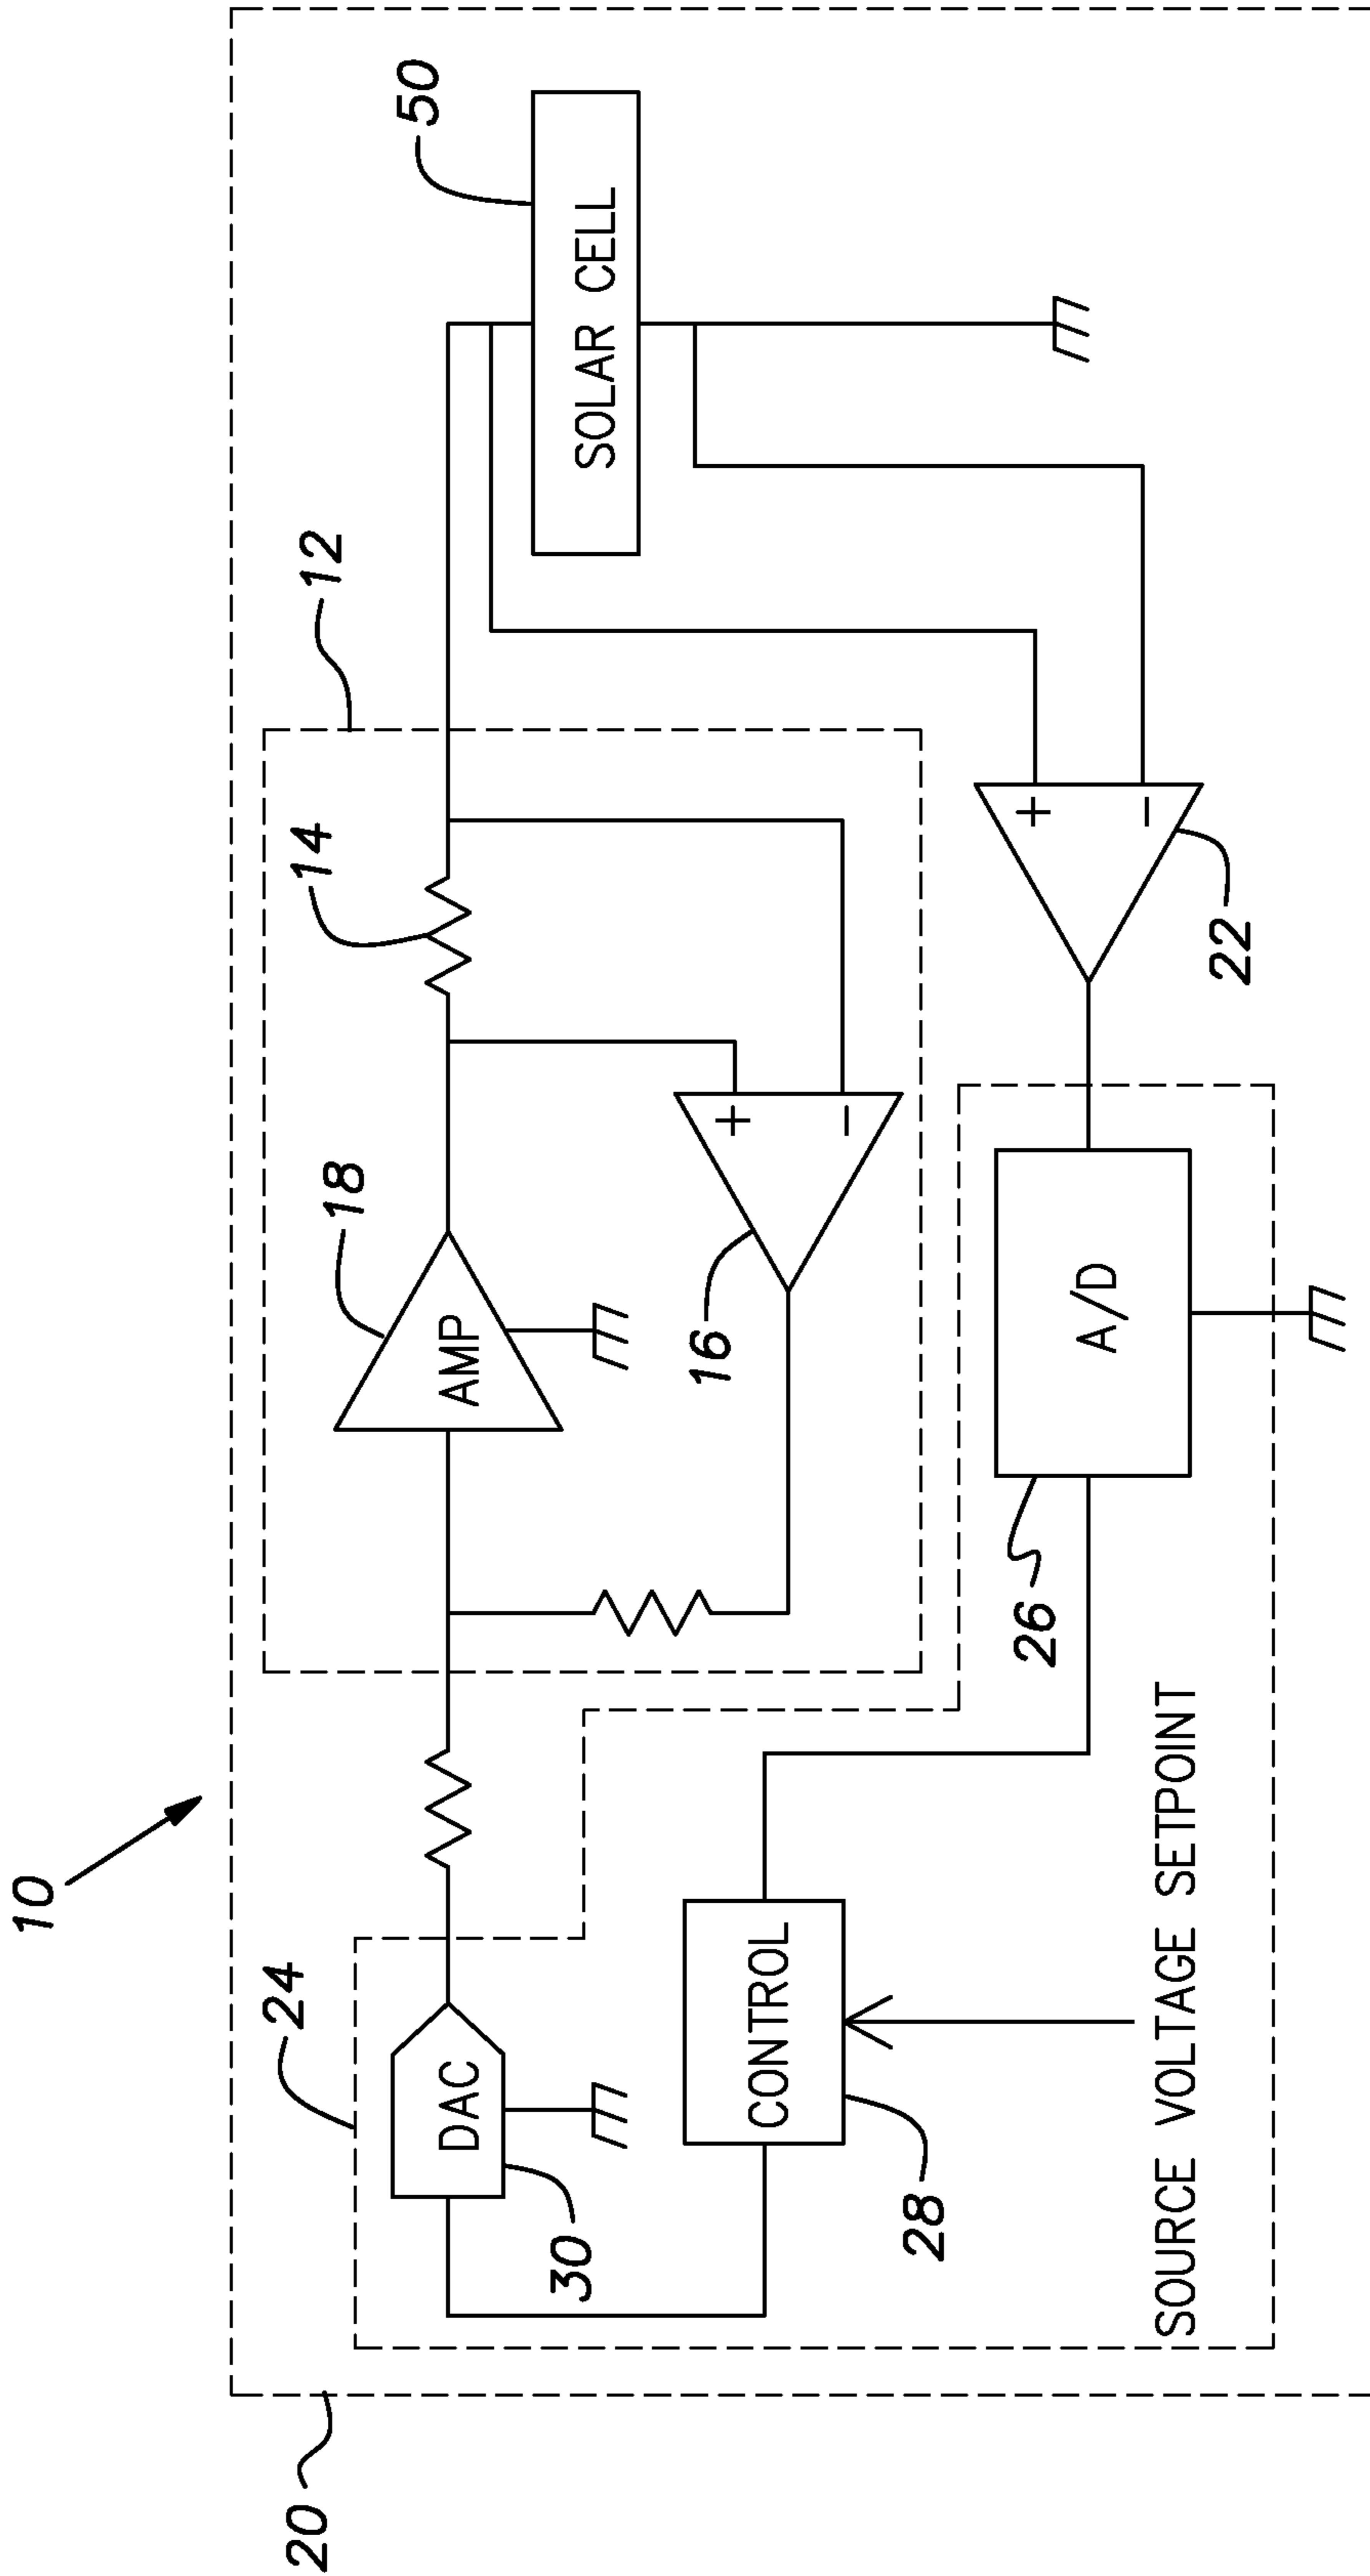 10
20
24
12
14
18
50
AMP
DAC
SOLAR CELL
+
−
16
30
CONTROL
28
+
−
22
A/D
26
SOURCE VOLTAGE SETPOINT